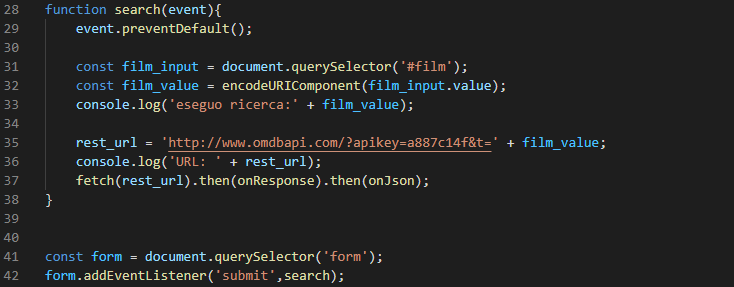 28 function search(event){
29     event.preventDefault();
30
31     const film_input = document.querySelector('#film');
32     const film_value = encodeURIComponent(film_input.value);
33     console.log('eseguo ricerca:' + film_value);
34
35     rest_url = 'http://www.omdbapi.com/?apikey=a887c14f&t=' + film_value;
36     console.log('URL: ' + rest_url);
37     fetch(rest_url).then(onResponse).then(onJson);
38 }
39
40
41 const form = document.querySelector('form');
42 form.addEventListener('submit',search);